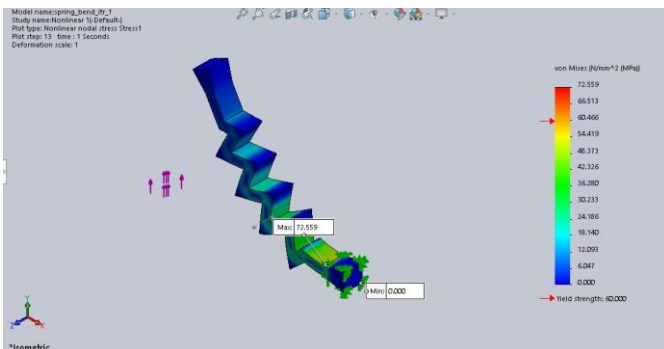 Model name:spring_bend_itr_1
Study name:Nonlinear 1(-Default-)
Plot type: Nonlinear nodal stress Stress1
Plot step: 13 time : 1 Seconds
Deformation scale: 1
von Mises (N/mm^2 (MPa))
72.559
66.513
60.466
54.419
48.373
42.326
36.280
30.233
24.186
18.140
12.093
6.047
0.000
Yield strength: 60.000
Max: 72.559
Min: 0.000
Y
Z
X
*Isometric